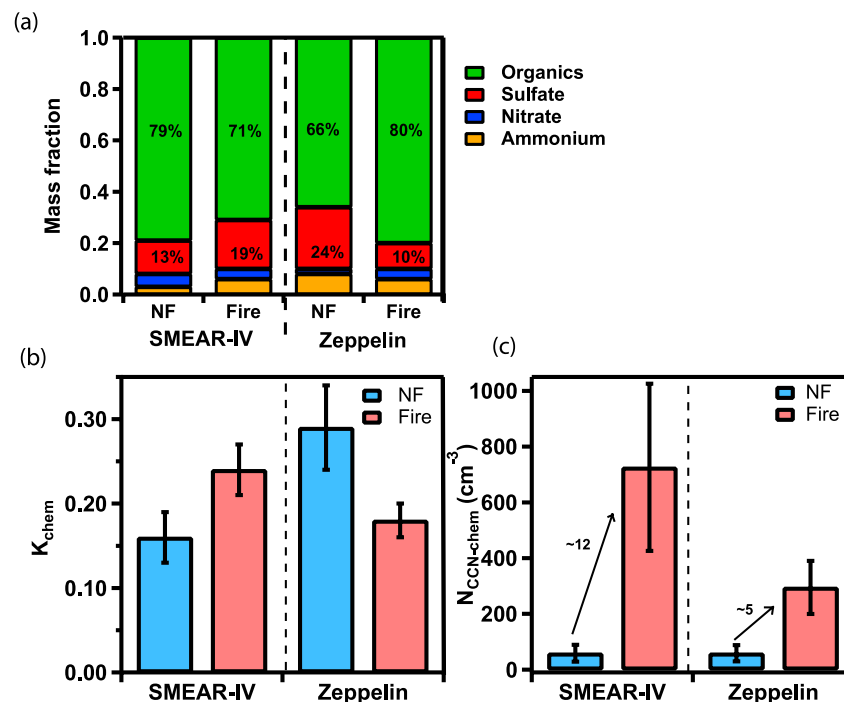 (a)
1.0
0.8
0.6
0.4
0.2
0.0
Mass fraction
79%
71%
66%
80%
13%
19%
24%
10%
NF
Fire
NF
Fire
SMEAR-IV
Zeppelin
Organics
Sulfate
Nitrate
Ammonium
(b)
0.30
0.20
0.10
0.00
K_chem
NF
Fire
SMEAR-IV
Zeppelin
(c)
1000
800
600
400
200
0
N_CCN-chem (cm⁻³)
NF
Fire
~12
~5
SMEAR-IV
Zeppelin